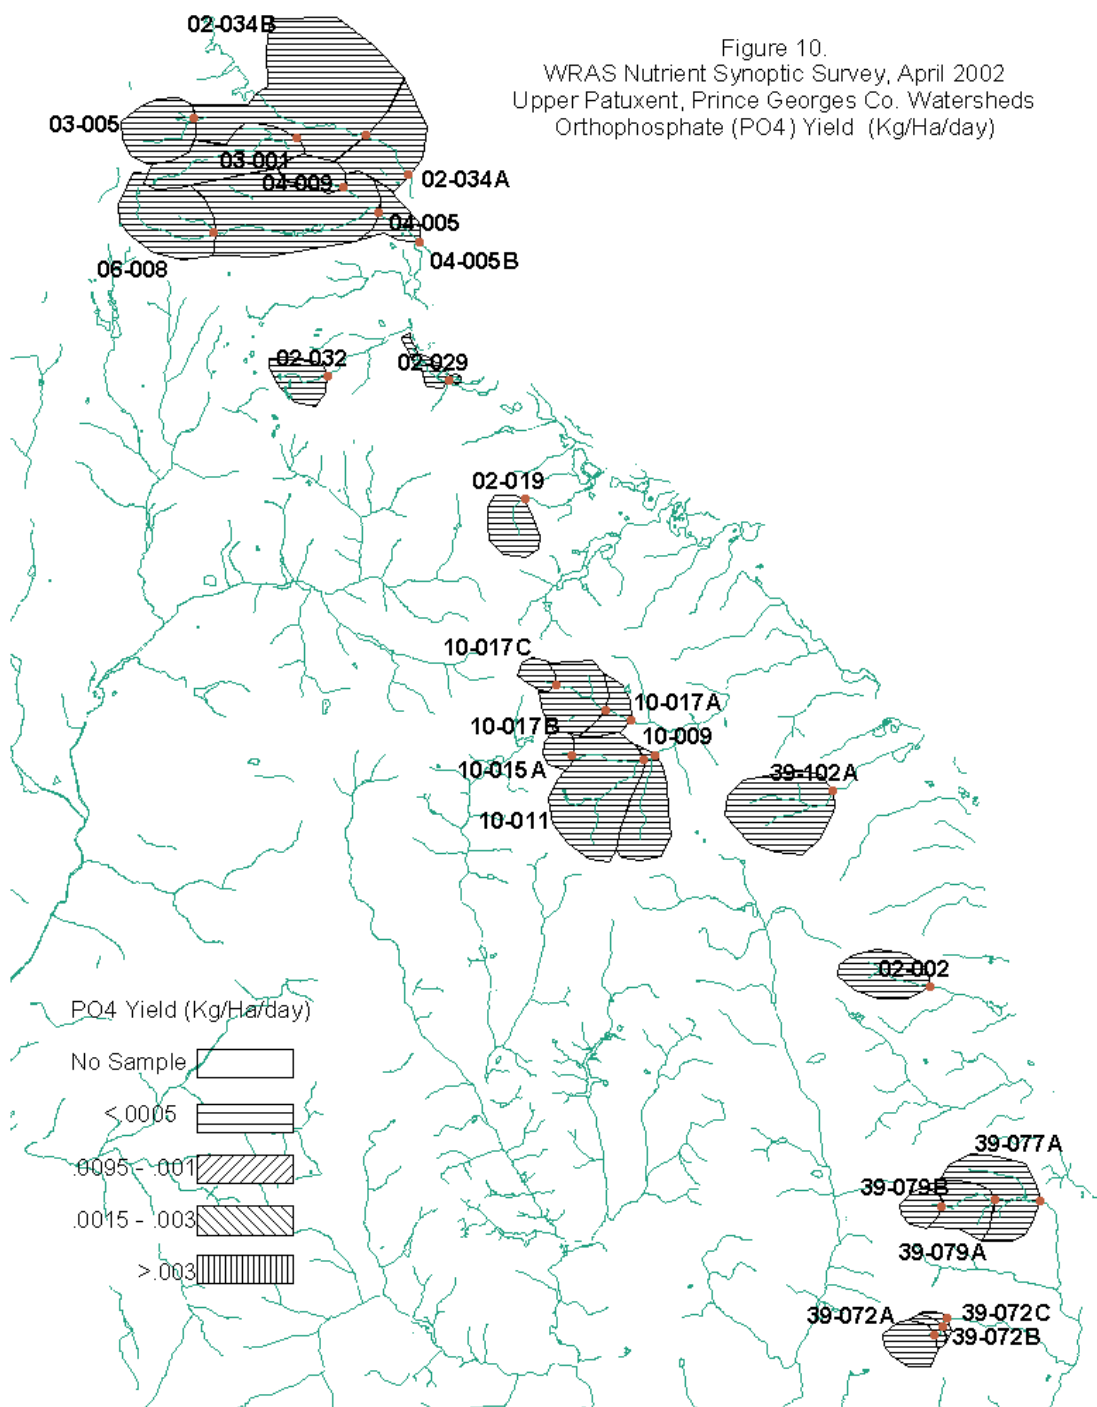 Figure 10.
WRAS Nutrient Synoptic Survey, April 2002
Upper Patuxent, Prince Georges Co. Watersheds
Orthophosphate (PO4) Yield (Kg/Ha/day)
02-034B
03-005
03-001
04-009
02-034A
04-005
04-005B
06-008
02-032
02-029
02-019
10-017C
10-017A
10-017B
10-009
10-015A
39-102A
10-011
02-002
PO4 Yield (Kg/Ha/day)
No Sample
<.0005
.0095 - .001
.0015 - .003
>.003
39-077A
39-079B
39-079A
39-072A
39-072C
39-072B